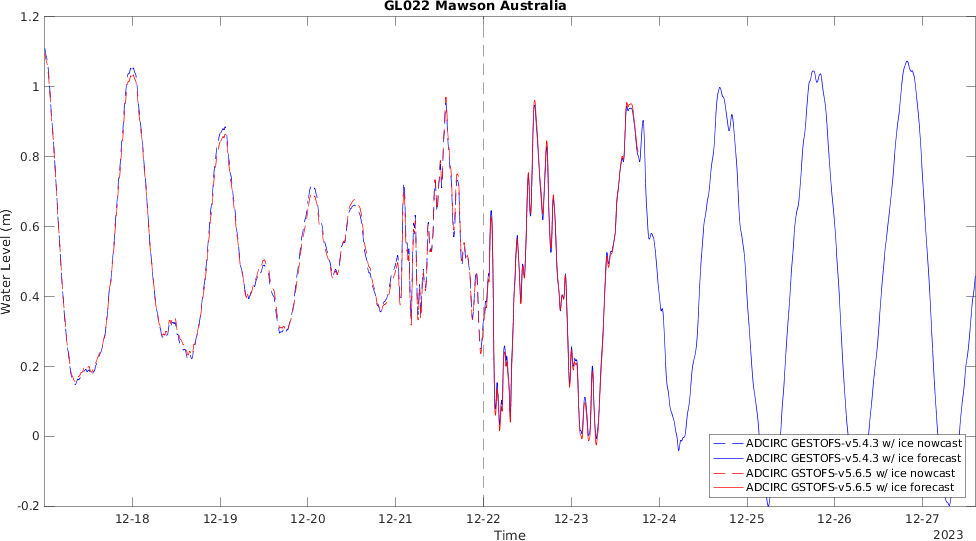 GL022 Mawson Australia
Water Level (m)
1.2
1
0.8
0.6
0.4
0.2
0
-0.2
ADCIRC GESTOFS-v5.4.3 w/ ice nowcast
ADCIRC GESTOFS-v5.4.3 w/ ice forecast
ADCIRC GSTOFS-v5.6.5 w/ ice nowcast
ADCIRC GSTOFS-v5.6.5 w/ ice forecast
12-18 12-19 12-20 12-21 12-22 12-23 12-24 12-25 12-26 12-27
Time
2023